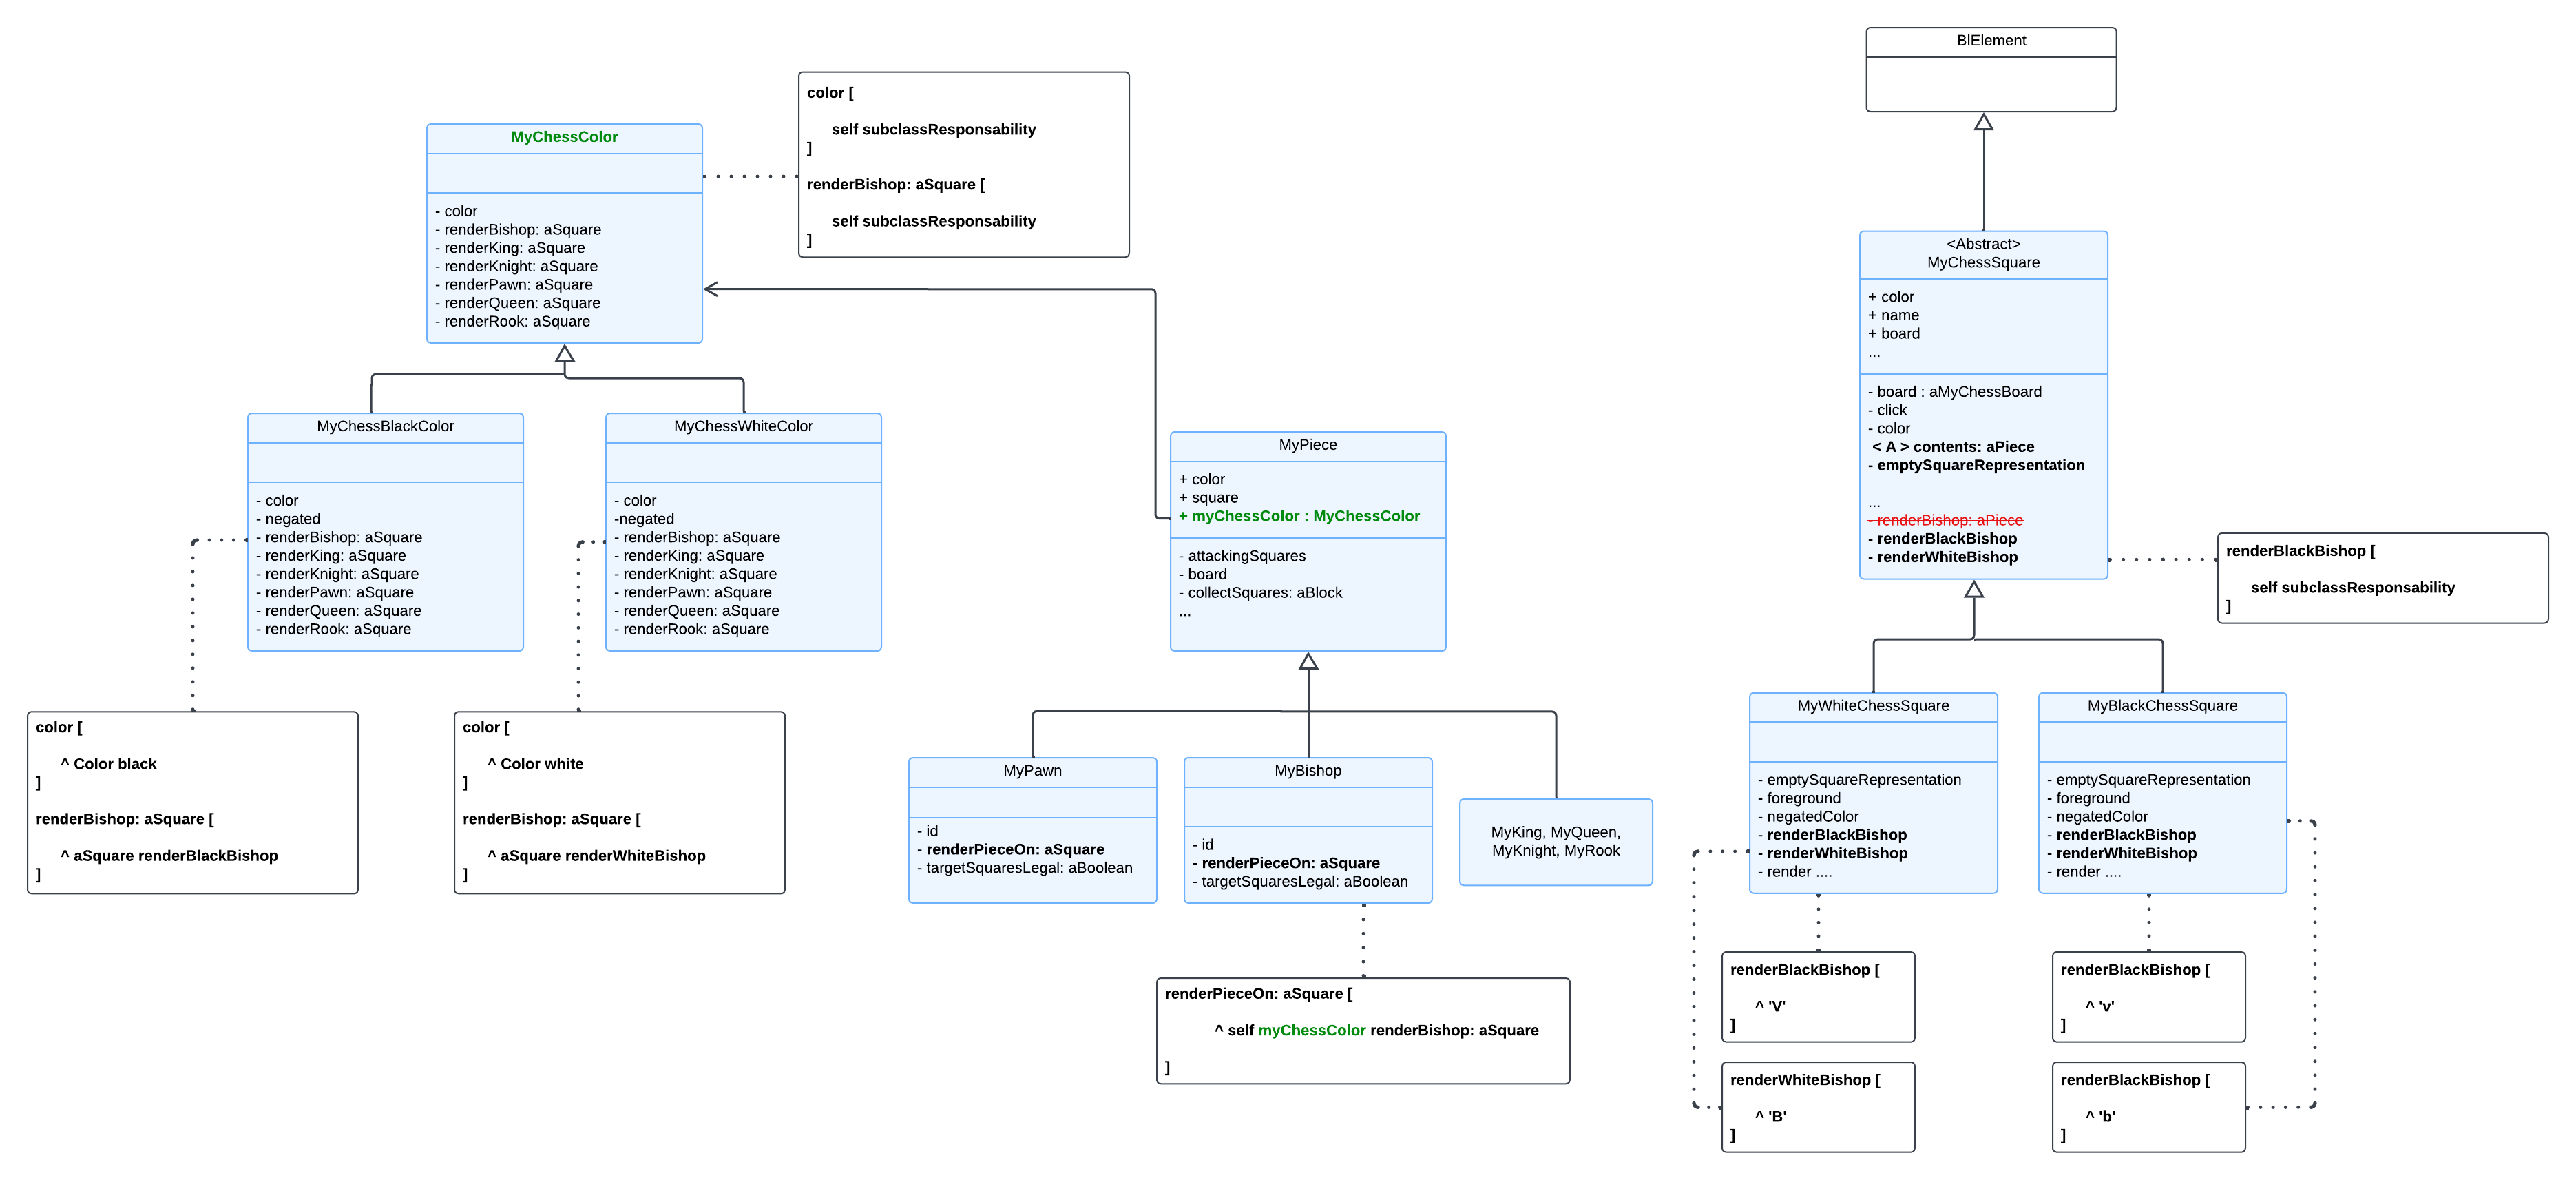 BlElement
color [
self subclassResponsability
]
renderBishop: aSquare [
self subclassResponsability
]
MyChessColor
- color
- renderBishop: aSquare
- renderKing: aSquare
- renderKnight: aSquare
- renderPawn: aSquare
- renderQueen: aSquare
- renderRook: aSquare
<Abstract>
MyChessSquare
+ color
+ name
+ board
...
- board : aMyChessBoard
- click
- color
< A > contents: aPiece
- emptySquareRepresentation
...
- renderBishop: aPiece
- renderBlackBishop
- renderWhiteBishop
MyChessBlackColor
- color
- negated
- renderBishop: aSquare
- renderKing: aSquare
- renderKnight: aSquare
- renderPawn: aSquare
- renderQueen: aSquare
- renderRook: aSquare
MyChessWhiteColor
- color
-negated
- renderBishop: aSquare
- renderKing: aSquare
- renderKnight: aSquare
- renderPawn: aSquare
- renderQueen: aSquare
- renderRook: aSquare
MyPiece
+ color
+ square
+ myChessColor : MyChessColor
- attackingSquares
- board
- collectSquares: aBlock
...
renderBlackBishop [
self subclassResponsability
]
color [
^ Color black
]
renderBishop: aSquare [
^ aSquare renderBlackBishop
]
color [
^ Color white
]
renderBishop: aSquare [
^ aSquare renderWhiteBishop
]
MyPawn
- id
- renderPieceOn: aSquare
- targetSquaresLegal: aBoolean
MyBishop
- id
- renderPieceOn: aSquare
- targetSquaresLegal: aBoolean
MyKing, MyQueen,
MyKnight, MyRook
MyWhiteChessSquare
- emptySquareRepresentation
- foreground
- negatedColor
- renderBlackBishop
- renderWhiteBishop
- render ....
MyBlackChessSquare
- emptySquareRepresentation
- foreground
- negatedColor
- renderBlackBishop
- renderWhiteBishop
- render ....
renderPieceOn: aSquare [
^ self myChessColor renderBishop: aSquare
]
renderBlackBishop [
^ 'V'
]
renderBlackBishop [
^ 'v'
]
renderWhiteBishop [
^ 'B'
]
renderBlackBishop [
^ 'b'
]